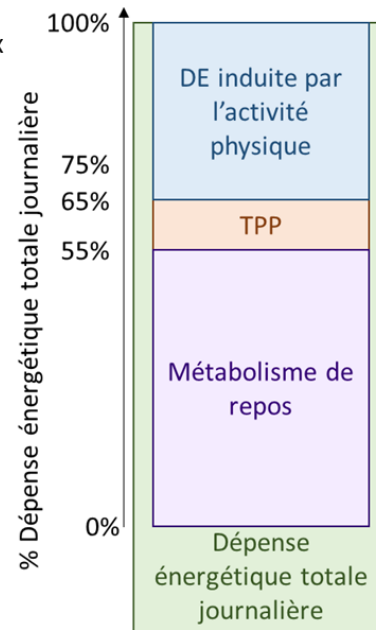 x
100%
DE induite par
l'activité
physique
75%
65%
TPP
55%
Métabolisme de
repos
0%
% Dépense énergétique totale journalière
Dépense
énergétique totale
journalière